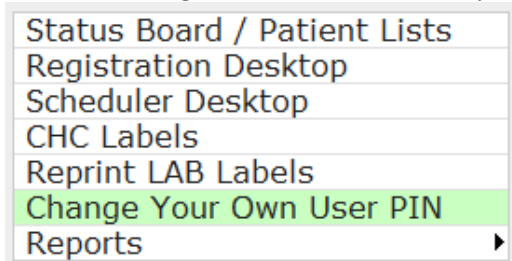 Status Board / Patient Lists
Registration Desktop
Scheduler Desktop
CHC Labels
Reprint LAB Labels
Change Your Own User PIN
Reports